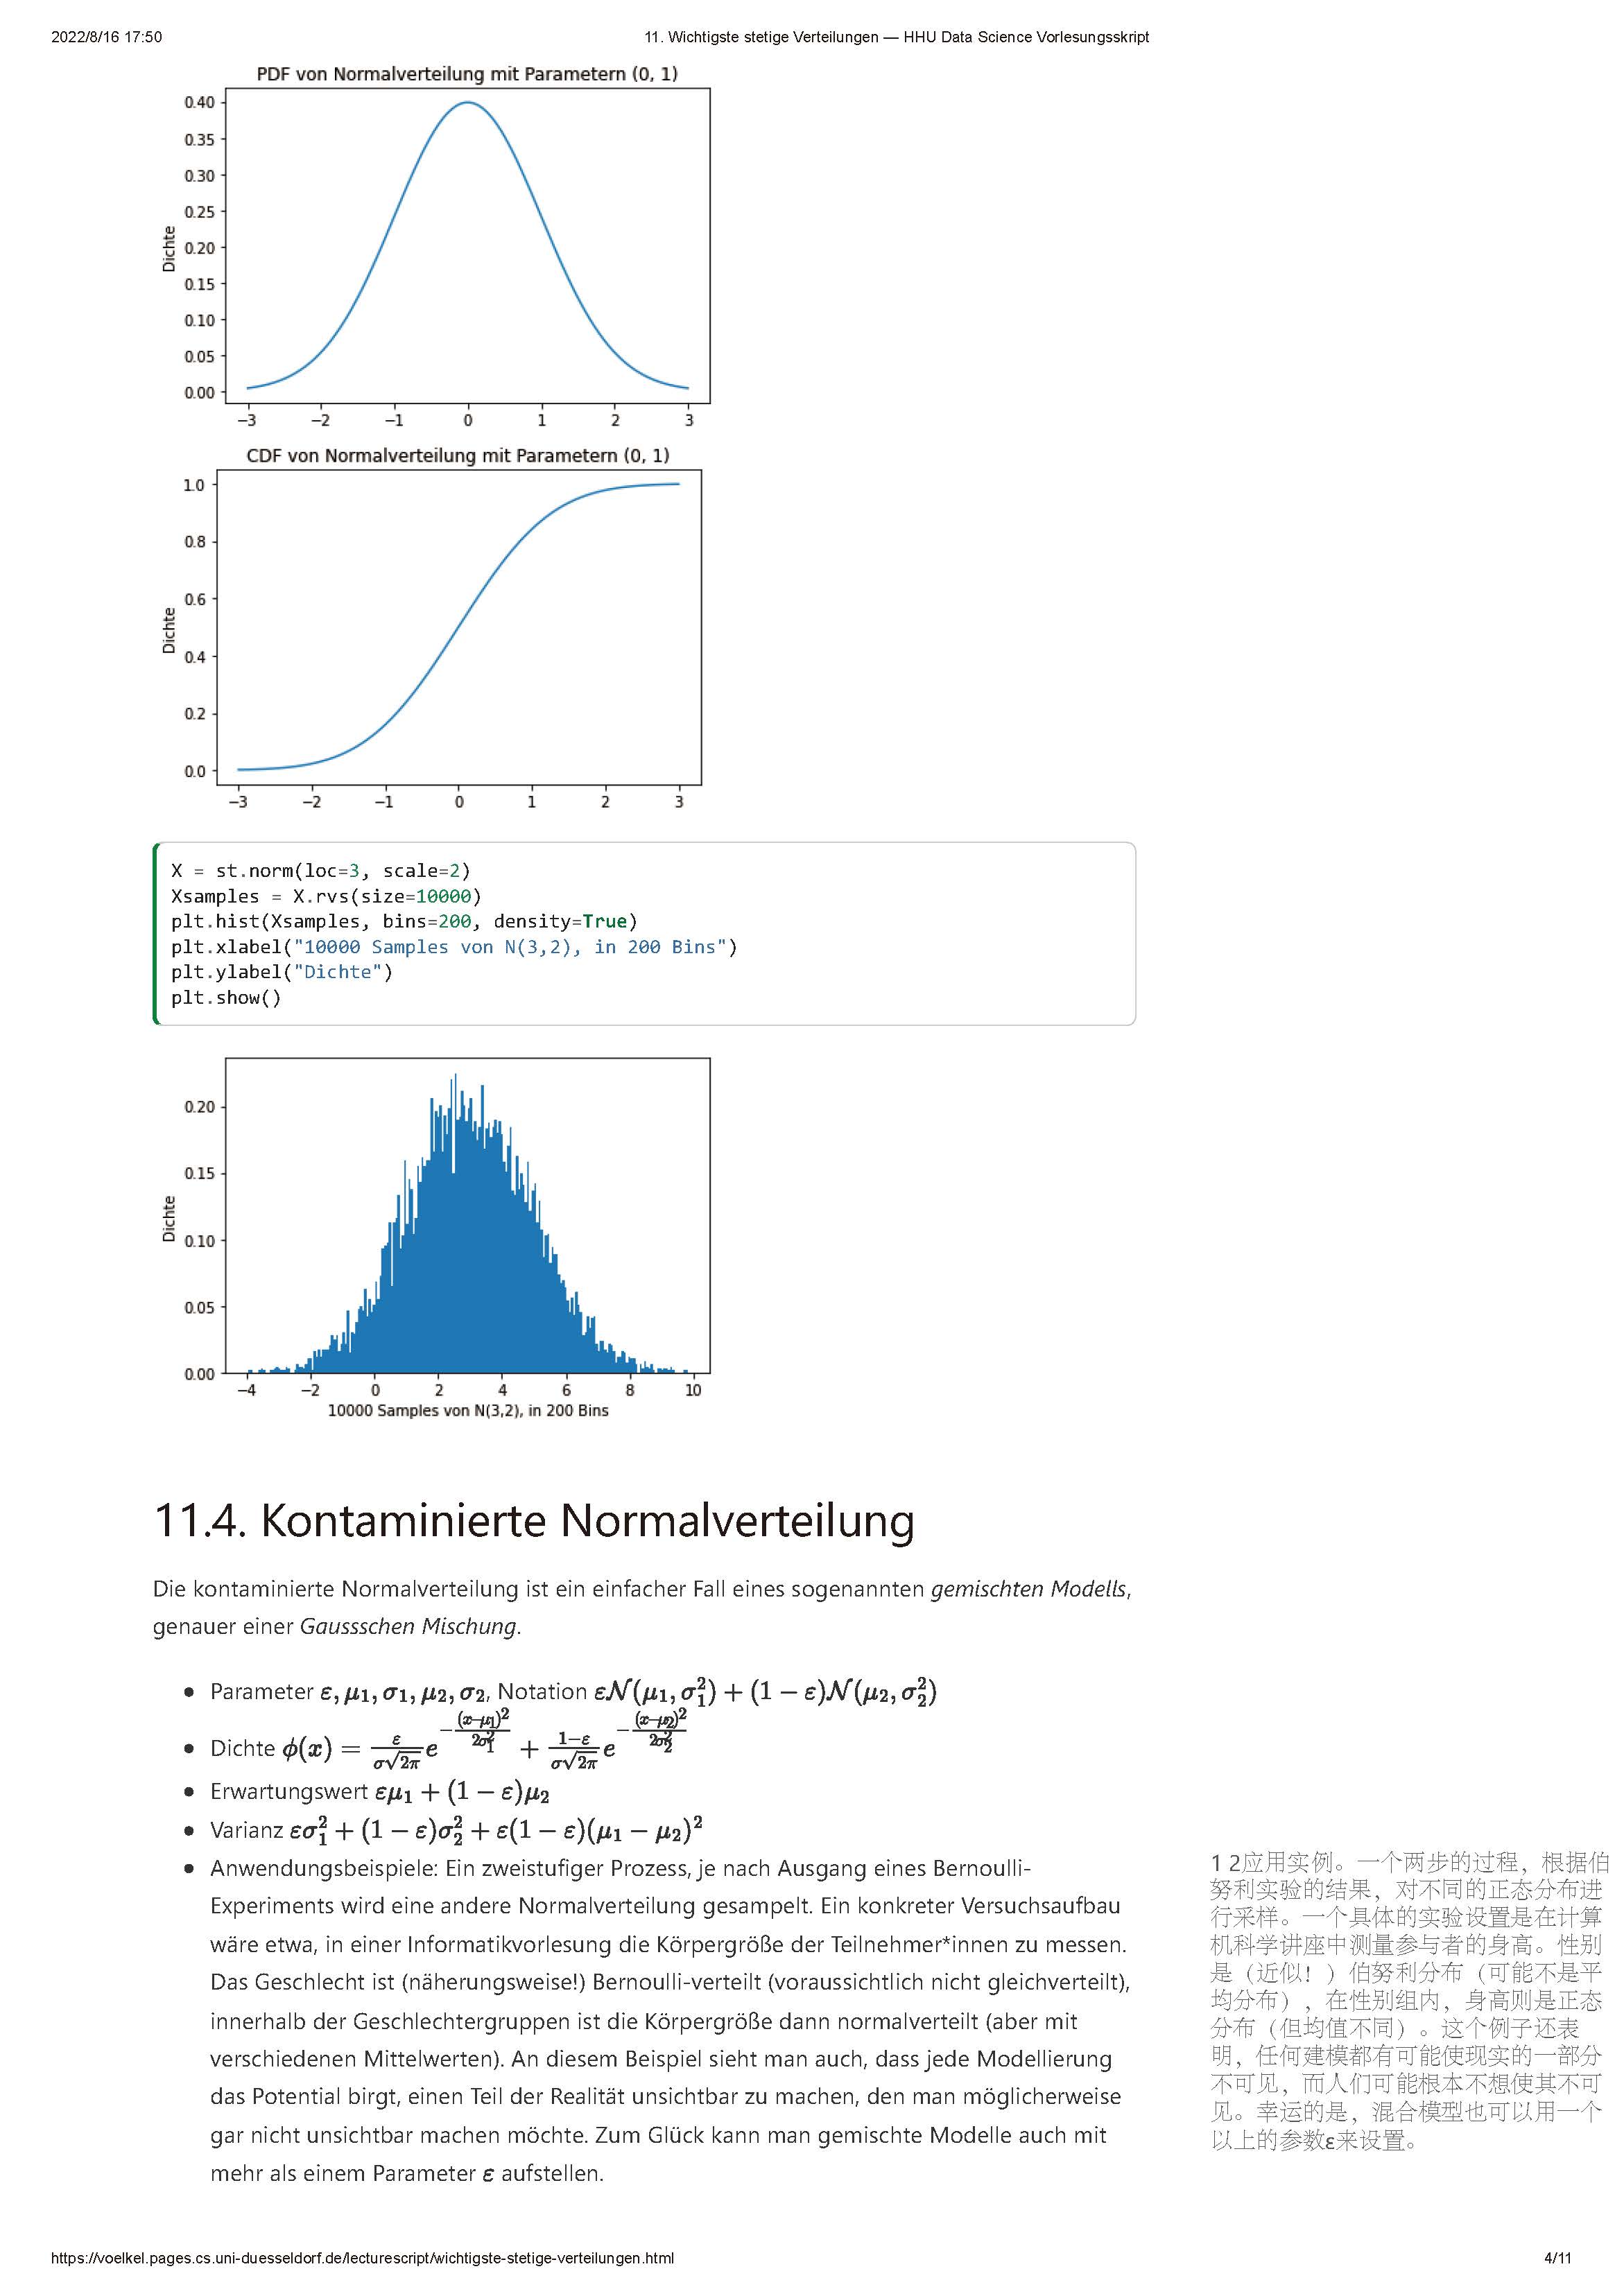 2022/8/16 17:50
11. Wichtigste stetige Verteilungen — HHU Data Science Vorlesungsskript
PDF von Normalverteilung mit Parametern (0, 1)
0.40
0.35
0.30
0.25
0.20
0.15
0.10
0.05
0.00
Dichte
−3 −2 −1 0 1 2 3
CDF von Normalverteilung mit Parametern (0, 1)
1.0
0.8
0.6
0.4
0.2
0.0
Dichte
−3 −2 −1 0 1 2 3
X = st.norm(loc=3, scale=2)
Xsamples = X.rvs(size=10000)
plt.hist(Xsamples, bins=200, density=True)
plt.xlabel("10000 Samples von N(3,2), in 200 Bins")
plt.ylabel("Dichte")
plt.show()
0.20
0.15
0.10
0.05
0.00
Dichte
−4 −2 0 2 4 6 8 10
10000 Samples von N(3,2), in 200 Bins
11.4. Kontaminierte Normalverteilung
Die kontaminierte Normalverteilung ist ein einfacher Fall eines sogenannten gemischten Modells,
genauer einer Gaussschen Mischung.
• Parameter ε, μ₁, σ₁, μ₂, σ₂, Notation εN(μ₁, σ₁²) + (1 − ε)N(μ₂, σ₂²)
• Dichte ϕ(x) = ε/(σ√2π) e^(−(x−μ₁)²/2σ₁²) + (1−ε)/(σ√2π) e^(−(x−μ₂)²/2σ₂²)
• Erwartungswert εμ₁ + (1 − ε)μ₂
• Varianz εσ₁² + (1 − ε)σ₂² + ε(1 − ε)(μ₁ − μ₂)²
• Anwendungsbeispiele: Ein zweistufiger Prozess, je nach Ausgang eines Bernoulli-
Experiments wird eine andere Normalverteilung gesampelt. Ein konkreter Versuchsaufbau
wäre etwa, in einer Informatikvorlesung die Körpergröße der Teilnehmer*innen zu messen.
Das Geschlecht ist (näherungsweise!) Bernoulli-verteilt (voraussichtlich nicht gleichverteilt),
innerhalb der Geschlechtergruppen ist die Körpergröße dann normalverteilt (aber mit
verschiedenen Mittelwerten). An diesem Beispiel sieht man auch, dass jede Modellierung
das Potential birgt, einen Teil der Realität unsichtbar zu machen, den man möglicherweise
gar nicht unsichtbar machen möchte. Zum Glück kann man gemischte Modelle auch mit
mehr als einem Parameter ε aufstellen.
1 2应用实例。一个两步的过程，根据伯
努利实验的结果，对不同的正态分布进
行采样。一个具体的实验设置是在计算
机科学讲座中测量参与者的身高。性别
是（近似！）伯努利分布（可能不是平
均分布），在性别组内，身高则是正态
分布（但均值不同）。这个例子还表
明，任何建模都有可能使现实的一部分
不可见，而人们可能根本不想使其不可
见。幸运的是，混合模型也可以用一个
以上的参数ε来设置。
https://voelkel.pages.cs.uni-duesseldorf.de/lecturescript/wichtigste-stetige-verteilungen.html
4/11